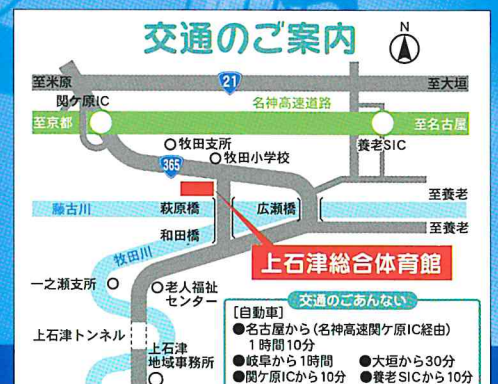 交通のご案内
N
至米原
21
至大垣
関ケ原IC
名神高速道路
至京都
至名古屋
養老SIC
牧田支所
牧田小学校
365
至養老
藤古川
萩原橋
広瀬橋
至養老
和田橋
牧田川
上石津総合体育館
一之瀬支所
老人福祉
センター
交通のごあんない
[自動車]
●名古屋から(名神高速関ケ原IC経由)
1時間10分
●岐阜から1時間 ●大垣から30分
●関ケ原ICから10分 ●養老SICから10分
上石津トンネル
上石津
地域事務所